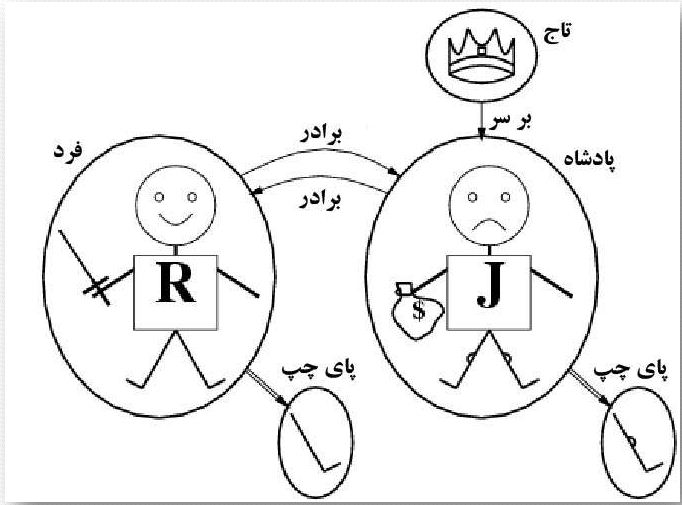 تاج
بر سر
برادر
فرد
پادشاه
برادر
R
J
$
پای چپ
پای چپ